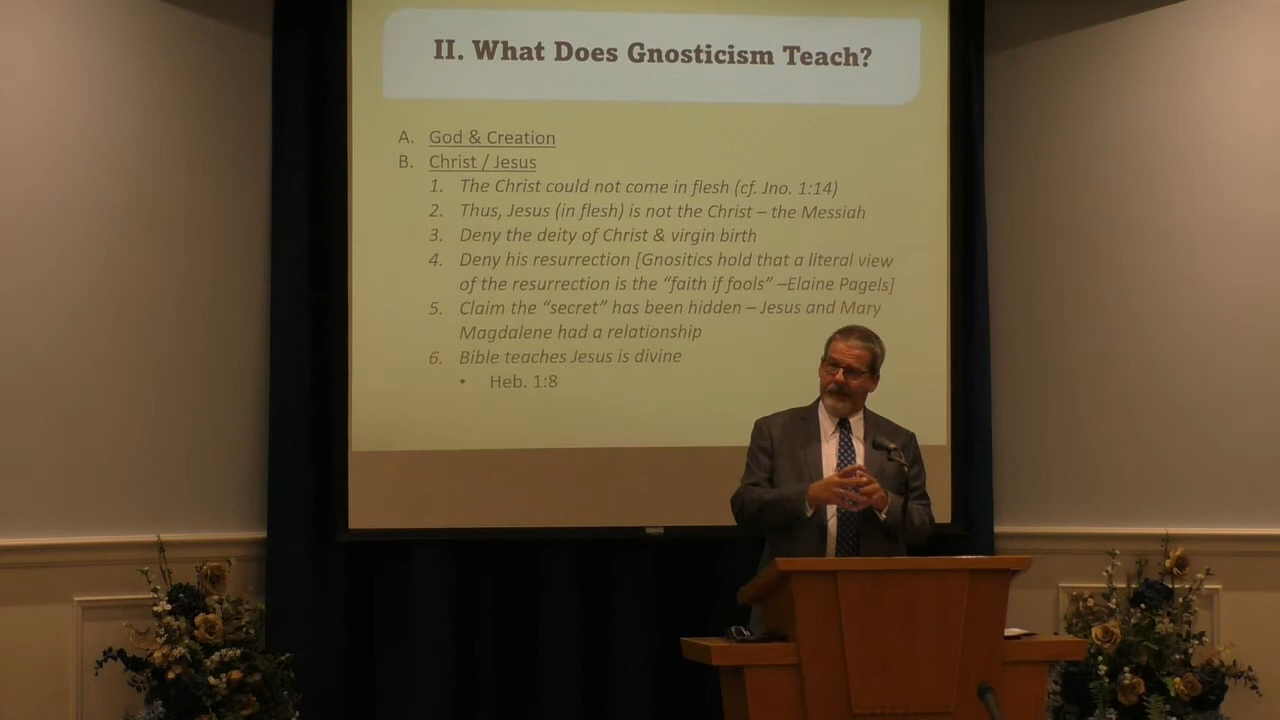 II. What Does Gnosticism Teach?
A. God & Creation
B. Christ / Jesus
1. The Christ could not come in flesh (cf. Jno. 1:14)
2. Thus, Jesus (in flesh) is not the Christ – the Messiah
3. Deny the deity of Christ & virgin birth
4. Deny his resurrection [Gnositics hold that a literal view
of the resurrection is the “faith if fools” –Elaine Pagels]
5. Claim the “secret” has been hidden – Jesus and Mary
Magdalene had a relationship
6. Bible teaches Jesus is divine
• Heb. 1:8